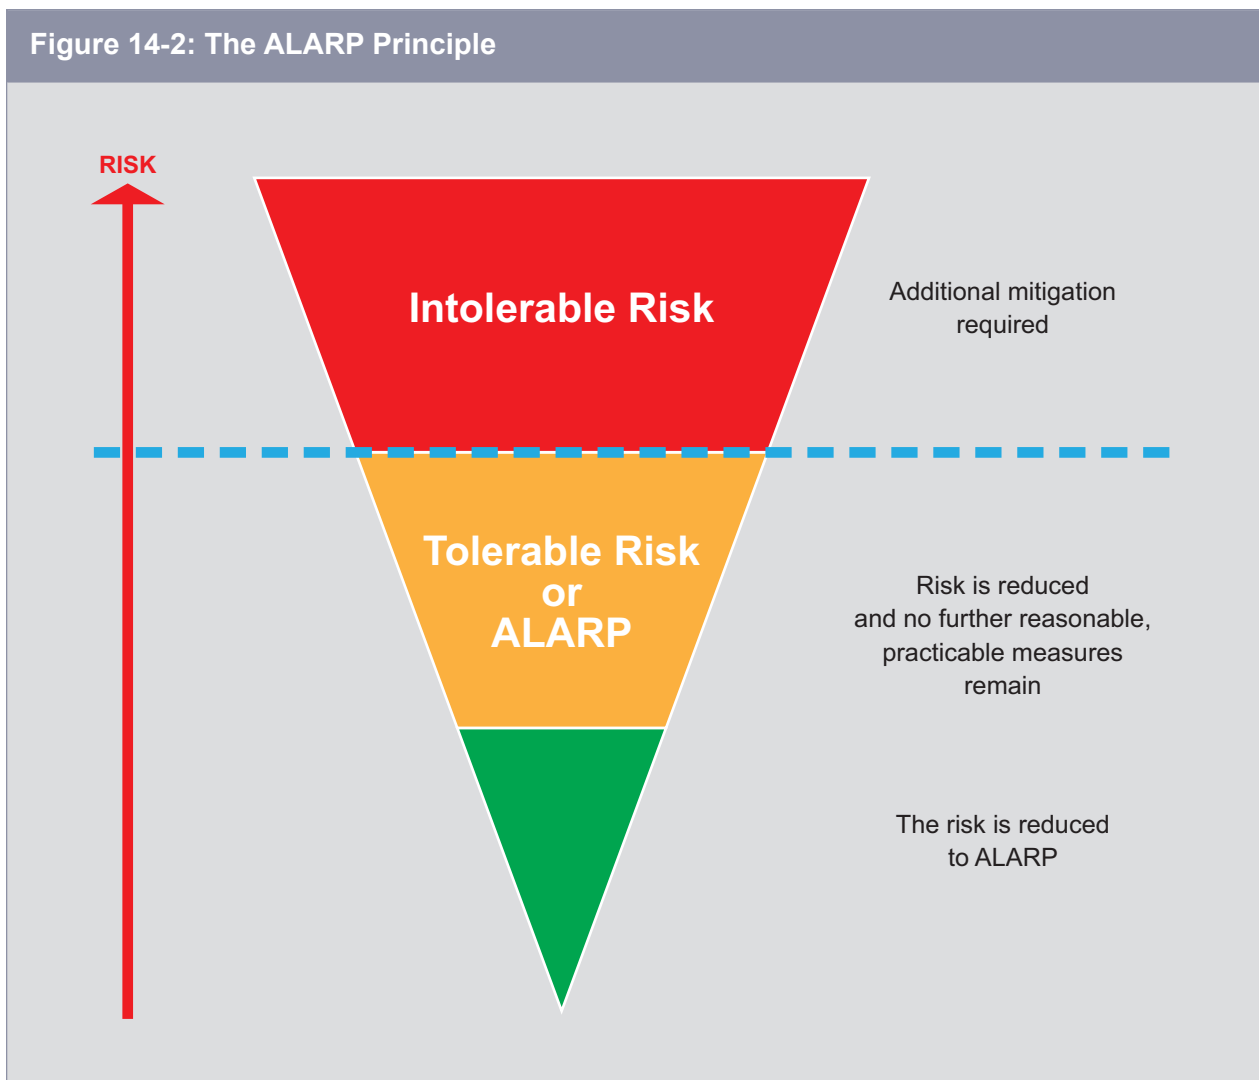 Figure 14-2: The ALARP Principle
RISK
Intolerable Risk
Additional mitigation
required
Tolerable Risk
or
ALARP
Risk is reduced
and no further reasonable,
practicable measures
remain
The risk is reduced
to ALARP